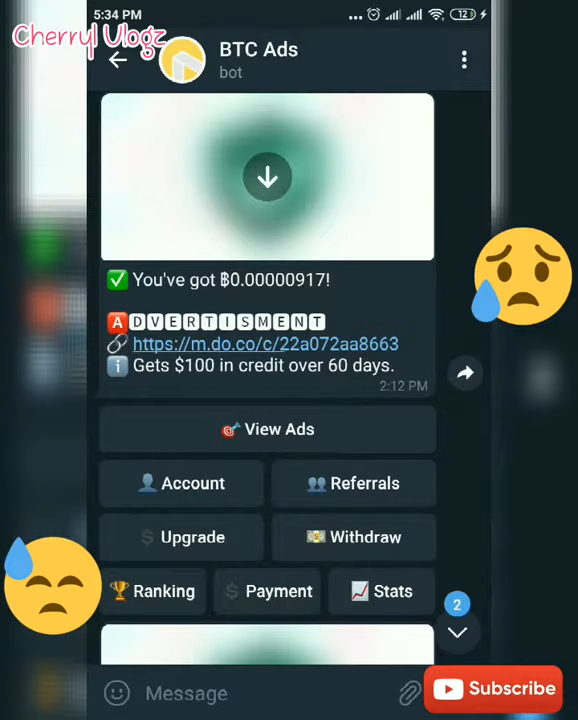 5:34 PM
12
Cherryl Vlogz
BTC Ads
bot
You've got ฿0.00000917!
ADVERTISMENT
https://m.do.co/c/22a072aa8663
Gets $100 in credit over 60 days.
2:12 PM
View Ads
Account
Referrals
Upgrade
Withdraw
Ranking
Payment
Stats
2
Message
Subscribe